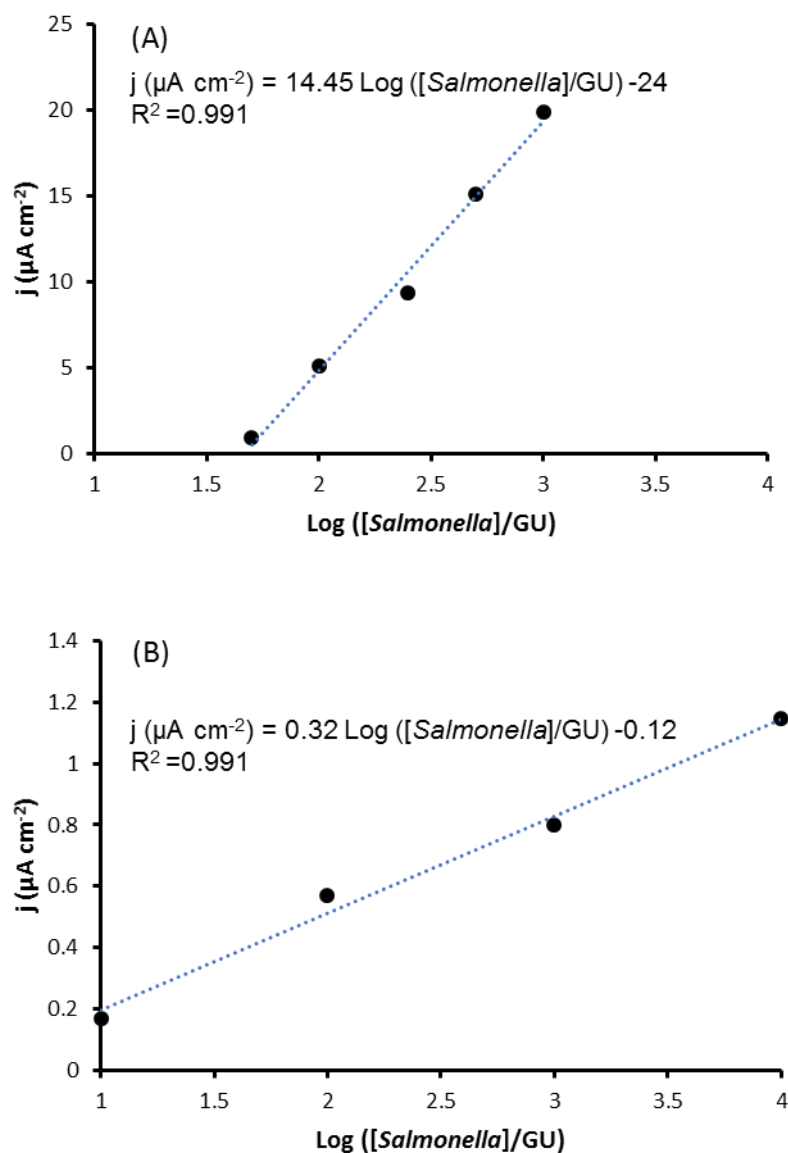 (A)
j (µA cm⁻²) = 14.45 Log ([Salmonella]/GU) -24
R² =0.991
25
20
15
10
5
0
j (µA cm⁻²)
1 1.5 2 2.5 3 3.5 4
Log ([Salmonella]/GU)
(B)
j (µA cm⁻²) = 0.32 Log ([Salmonella]/GU) -0.12
R² =0.991
1.4
1.2
1
0.8
0.6
0.4
0.2
0
j (µA cm⁻²)
1 1.5 2 2.5 3 3.5 4
Log ([Salmonella]/GU)